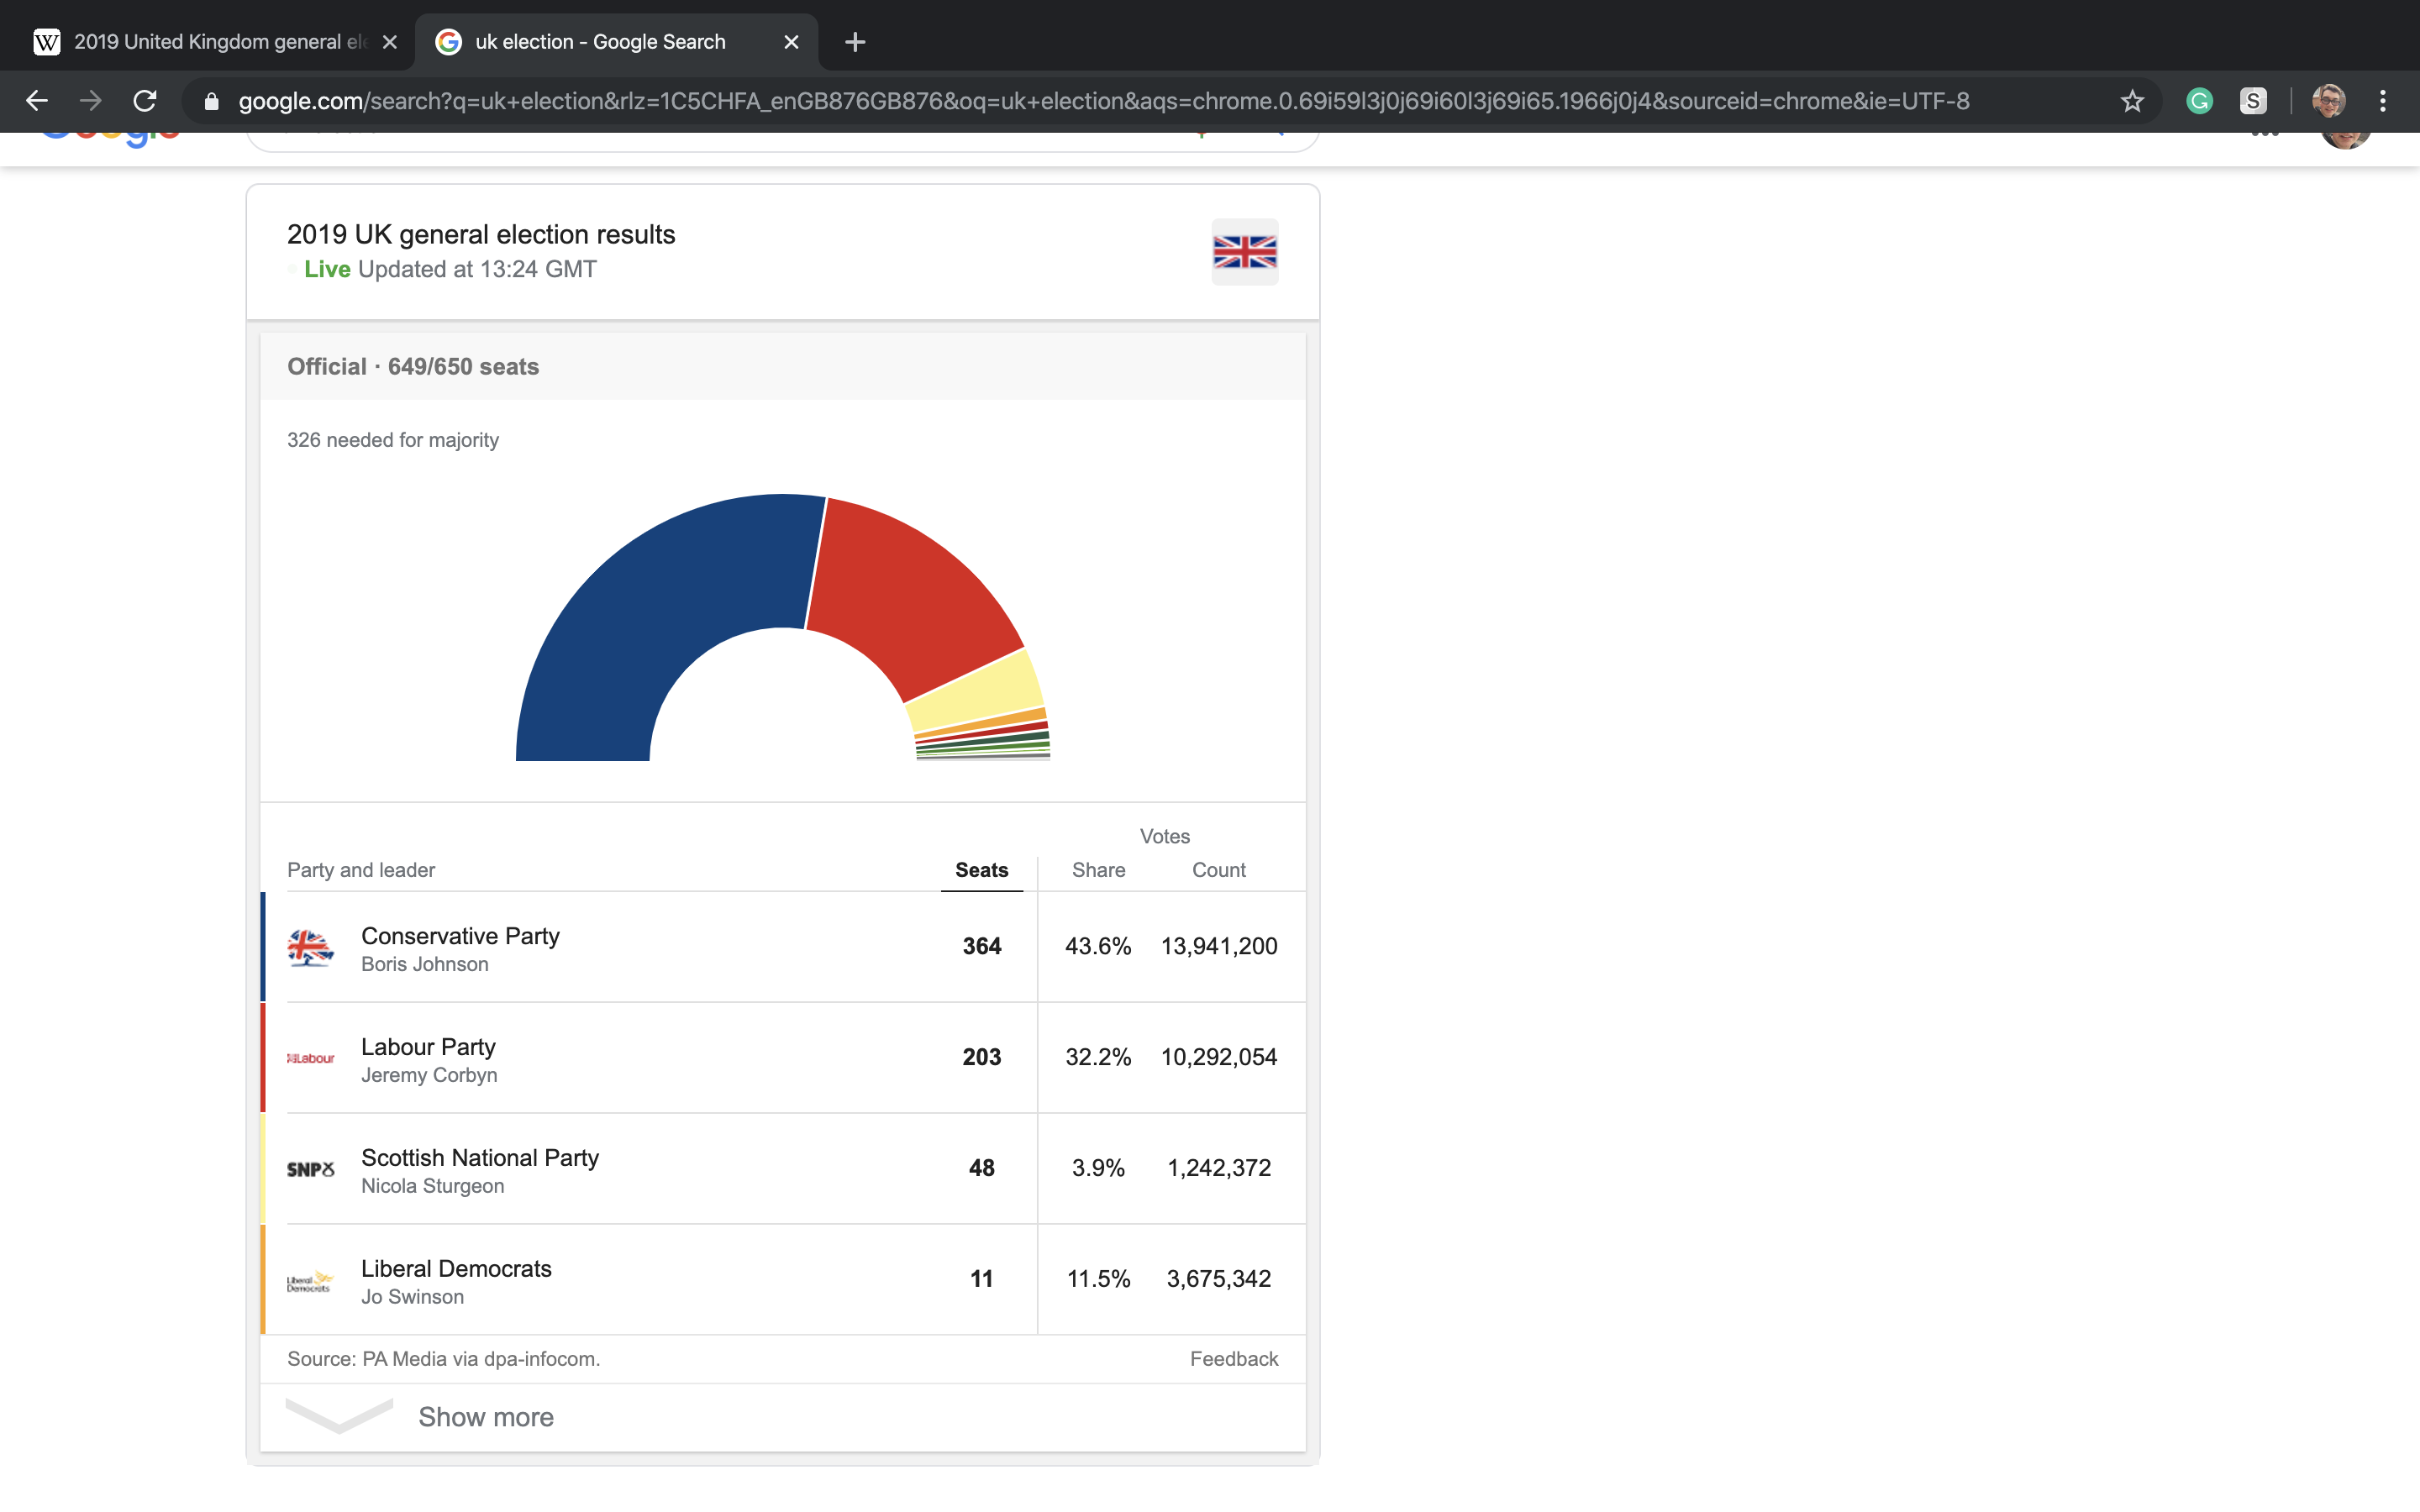 2019 United Kingdom general ele
uk election - Google Search
google.com/search?q=uk+election&rlz=1C5CHFA_enGB876GB876&oq=uk+election&aqs=chrome.0.69i59l3j0j69i60l3j69i65.1966j0j4&sourceid=chrome&ie=UTF-8
2019 UK general election results
Live Updated at 13:24 GMT
Official · 649/650 seats
326 needed for majority
Votes
Party and leader Seats Share Count
Conservative Party 364 43.6% 13,941,200
Boris Johnson
Labour
Labour Party 203 32.2% 10,292,054
Jeremy Corbyn
SNP
Scottish National Party 48 3.9% 1,242,372
Nicola Sturgeon
Liberal Democrats
Liberal Democrats 11 11.5% 3,675,342
Jo Swinson
Source: PA Media via dpa-infocom. Feedback
Show more